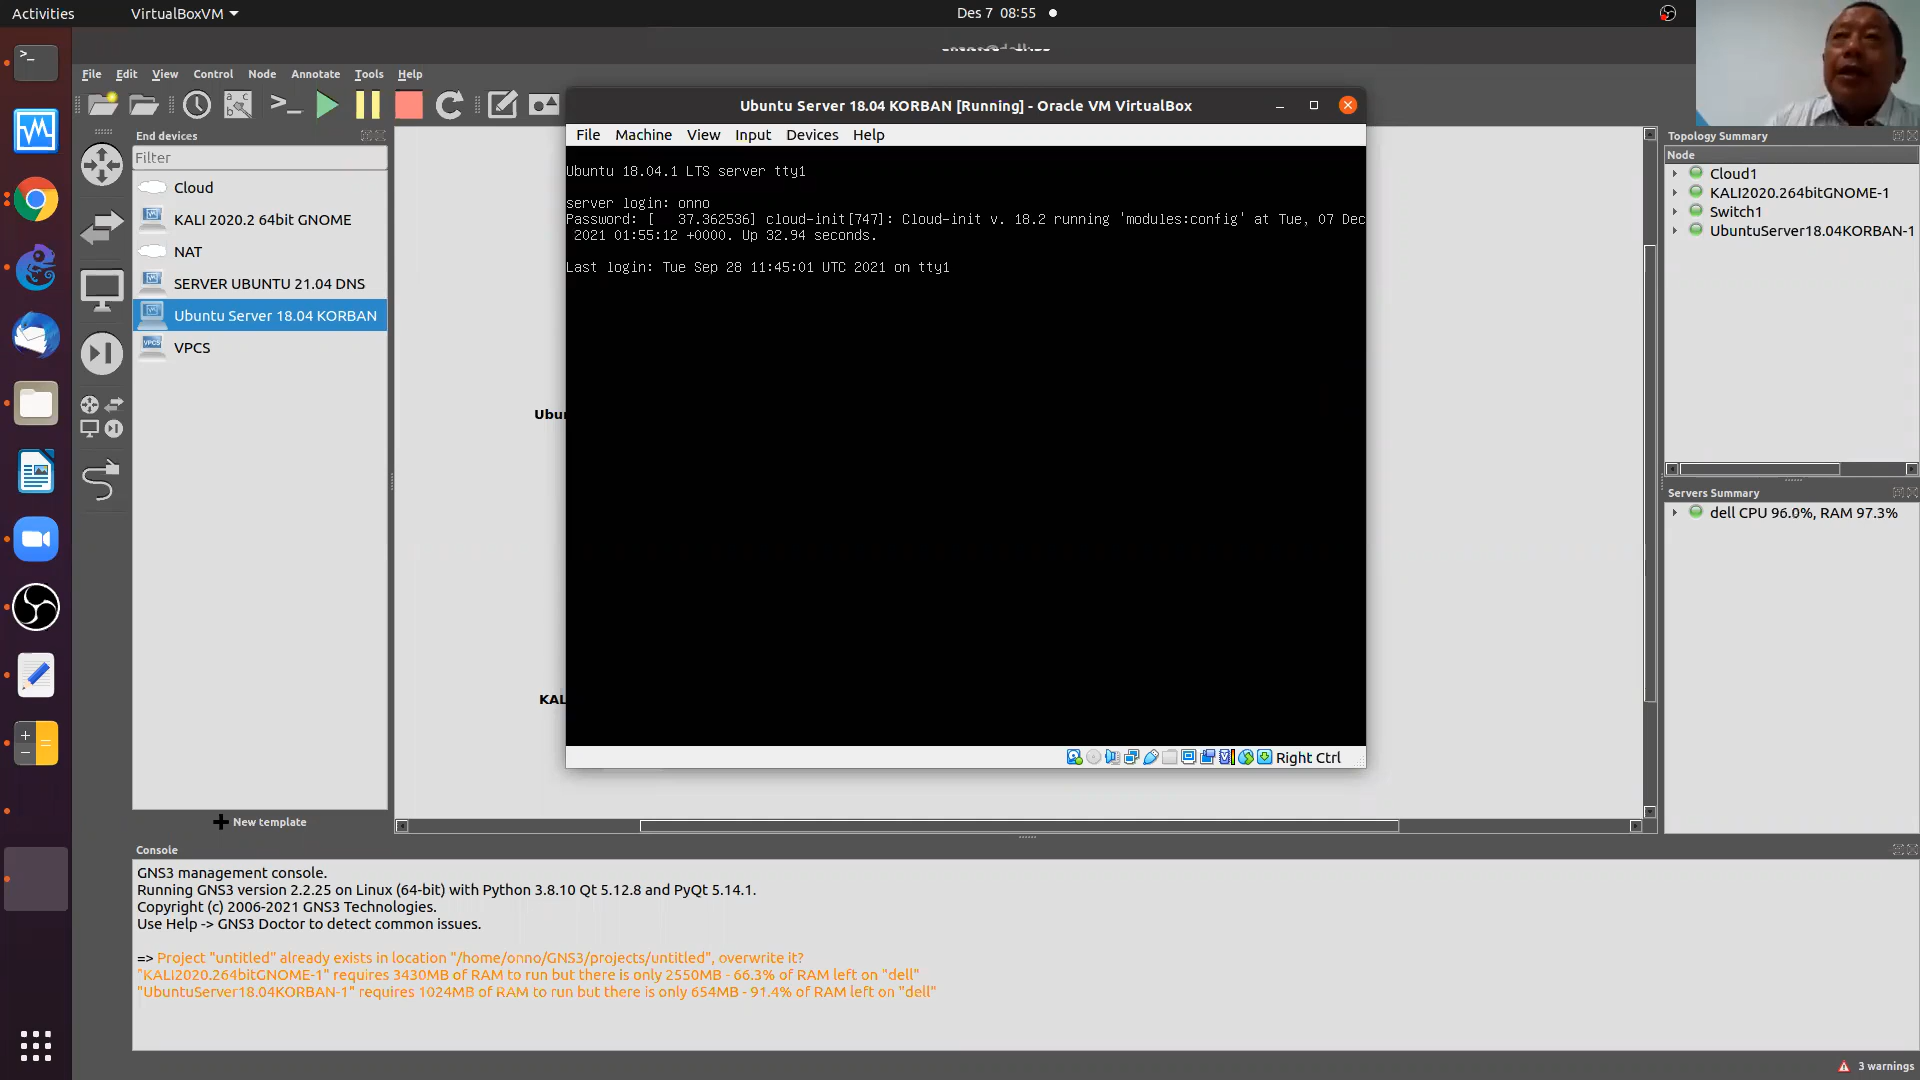 Activities
VirtualBoxVM
Des 7 08:55
File Edit View Control Node Annotate Tools Help
End devices
Filter
Cloud
KALI 2020.2 64bit GNOME
NAT
SERVER UBUNTU 21.04 DNS
Ubuntu Server 18.04 KORBAN
VPCS
New template
Ubuntu Server 18.04 KORBAN [Running] - Oracle VM VirtualBox
File Machine View Input Devices Help
Ubuntu 18.04.1 LTS server tty1
server login: onno
Password: [   37.362536] cloud-init[747]: Cloud-init v. 18.2 running 'modules:config' at Tue, 07 Dec
2021 01:55:12 +0000. Up 32.94 seconds.
Last login: Tue Sep 28 11:45:01 UTC 2021 on tty1
Right Ctrl
Topology Summary
Node
Cloud1
KALI2020.264bitGNOME-1
Switch1
UbuntuServer18.04KORBAN-1
Servers Summary
dell CPU 96.0%, RAM 97.3%
Console
GNS3 management console.
Running GNS3 version 2.2.25 on Linux (64-bit) with Python 3.8.10 Qt 5.12.8 and PyQt 5.14.1.
Copyright (c) 2006-2021 GNS3 Technologies.
Use Help -> GNS3 Doctor to detect common issues.
=> Project "untitled" already exists in location "/home/onno/GNS3/projects/untitled", overwrite it?
"KALI2020.264bitGNOME-1" requires 3430MB of RAM to run but there is only 2550MB - 66.3% of RAM left on "dell"
"UbuntuServer18.04KORBAN-1" requires 1024MB of RAM to run but there is only 654MB - 91.4% of RAM left on "dell"
3 warnings